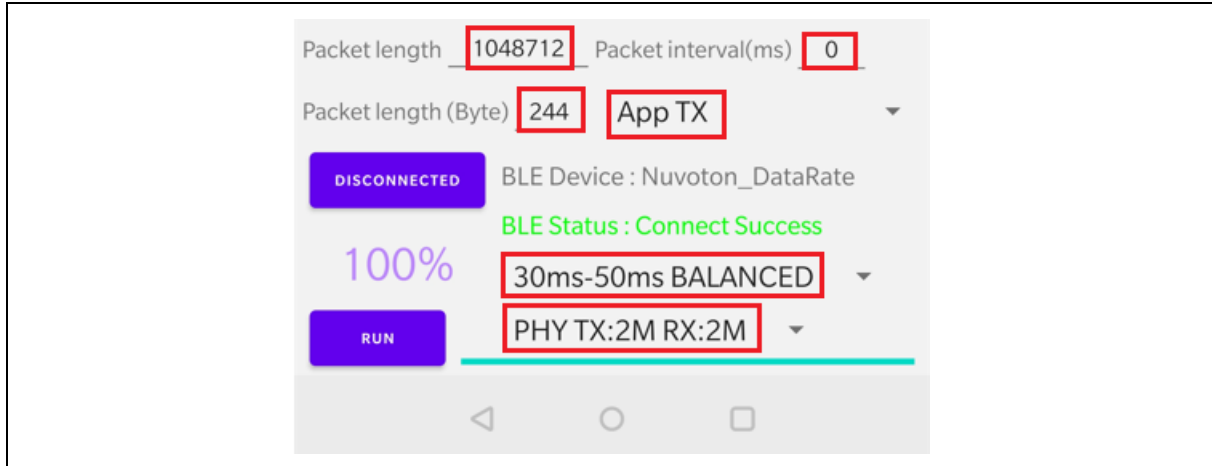 Packet length 1048712 Packet interval(ms) 0
Packet length (Byte) 244 App TX
DISCONNECTED BLE Device : Nuvoton_DataRate
BLE Status : Connect Success
100%
30ms-50ms BALANCED
RUN PHY TX:2M RX:2M